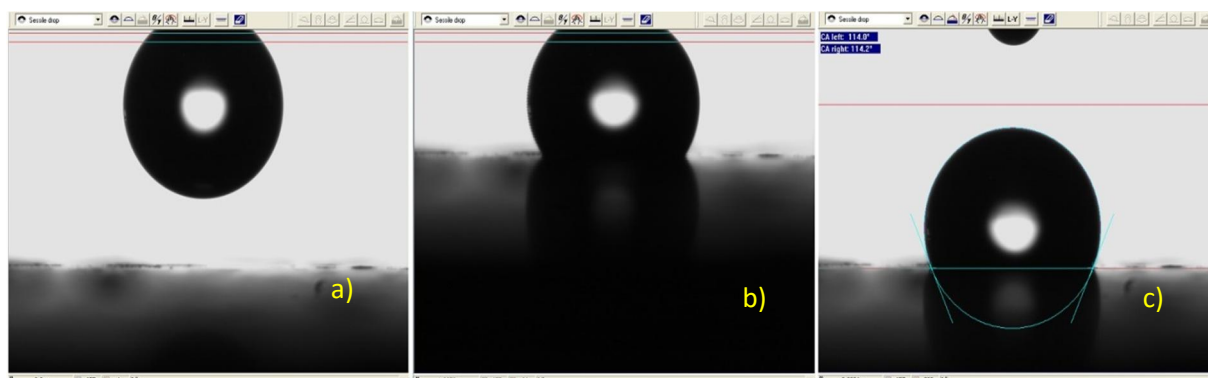 Sessile drop
L-Y
Sessile drop
L-Y
Sessile drop
L-Y
CA left: 114.0°
CA right: 114.2°
a)
b)
c)